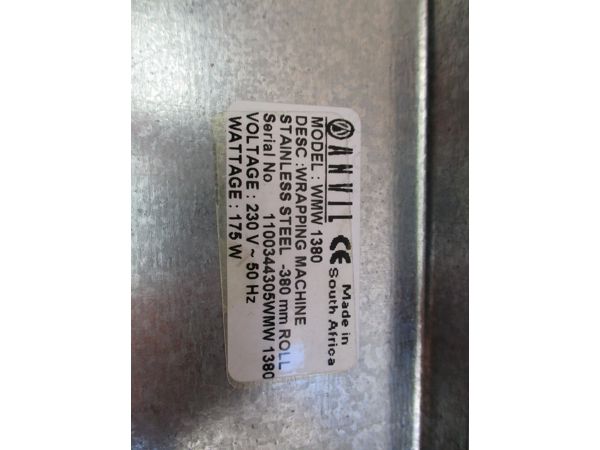 ANVIL CE Made in
South Africa
MODEL : WMW 1380
DESC :WRAPPING MACHINE
STAINLESS STEEL -380 mm ROLL
Serial No 1100344305WMW 1380
VOLTAGE : 230 V ~ 50 Hz
WATTAGE : 175 W